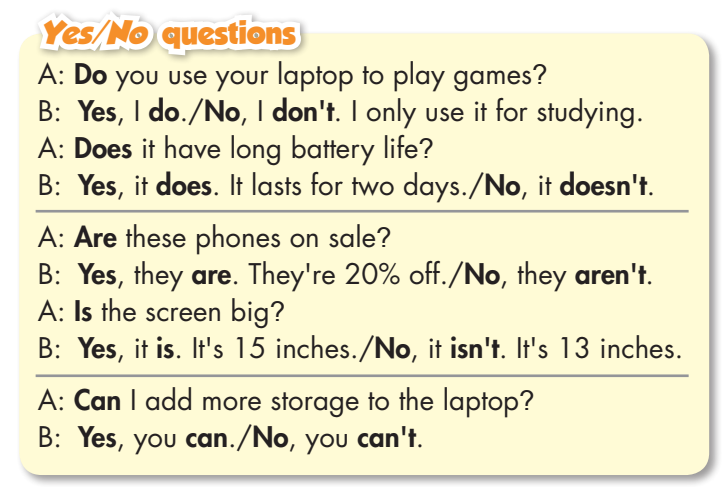 Yes/No questions
A: Do you use your laptop to play games?
B: Yes, I do./No, I don't. I only use it for studying.
A: Does it have long battery life?
B: Yes, it does. It lasts for two days./No, it doesn't.
A: Are these phones on sale?
B: Yes, they are. They're 20% off./No, they aren't.
A: Is the screen big?
B: Yes, it is. It's 15 inches./No, it isn't. It's 13 inches.
A: Can I add more storage to the laptop?
B: Yes, you can./No, you can't.